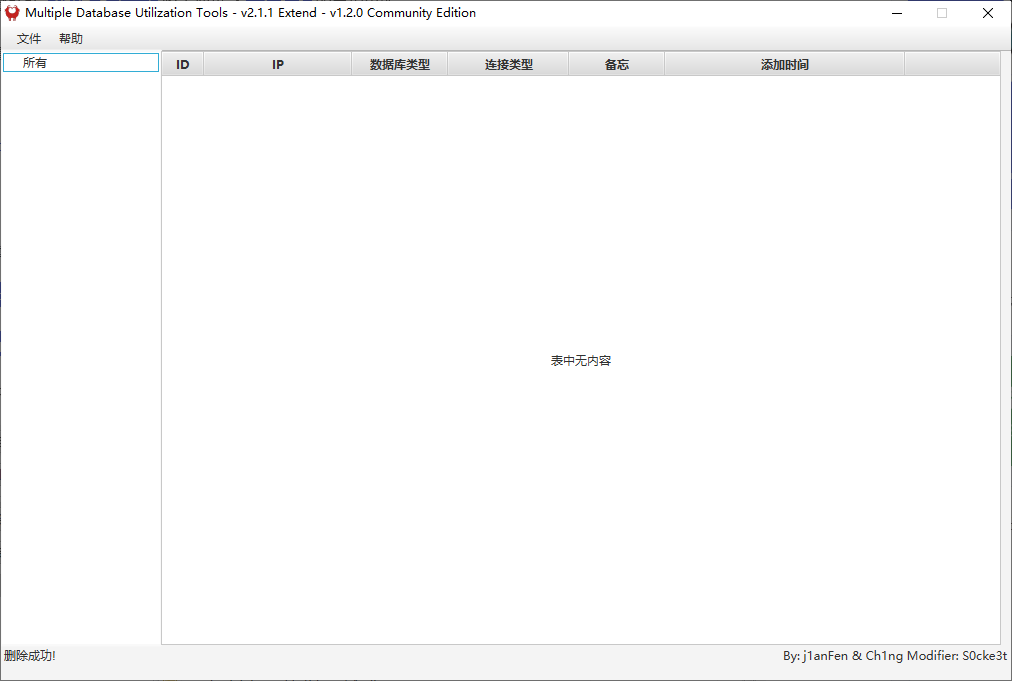 Multiple Database Utilization Tools - v2.1.1 Extend - v1.2.0 Community Edition
文件 帮助
所有
ID IP 数据库类型 连接类型 备忘 添加时间
表中无内容
删除成功!
By: j1anFen & Ch1ng Modifier: S0cke3t